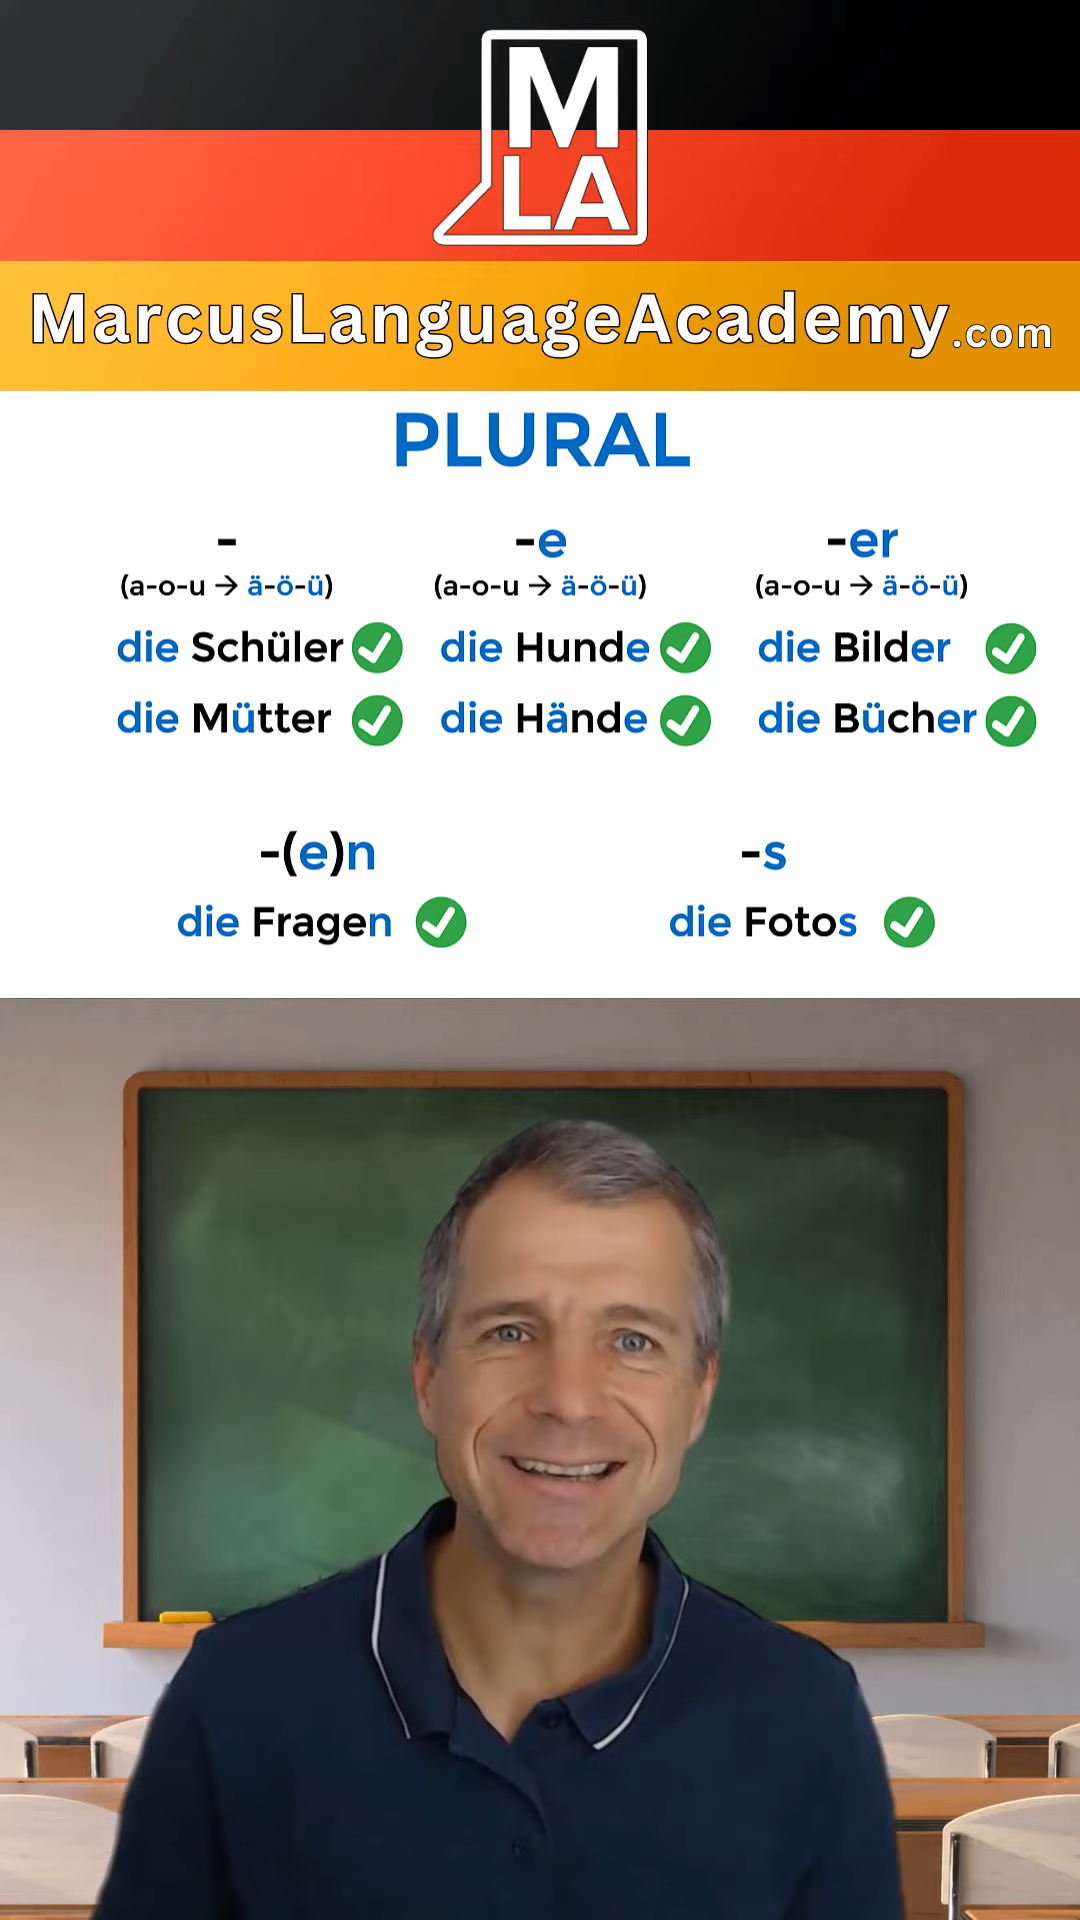 M
LA
MarcusLanguageAcademy.com
PLURAL
- -e -er
(a-o-u → ä-ö-ü) (a-o-u → ä-ö-ü) (a-o-u → ä-ö-ü)
die Schüler die Hunde die Bilder
die Mütter die Hände die Bücher
-(e)n -s
die Fragen die Fotos